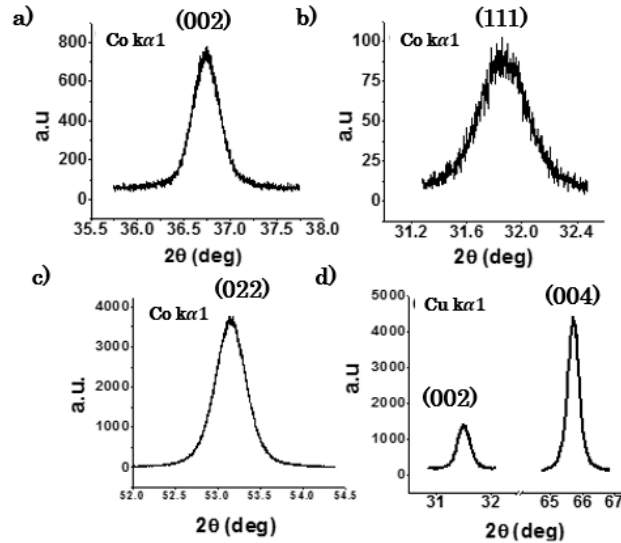 a)
(002)
Co kα1
a.u
800
600
400
200
0
35.5 36.0 36.5 37.0 37.5 38.0
2θ (deg)
b)
(111)
Co kα1
a.u
100
75
50
25
0
31.2 31.6 32.0 32.4
2θ (deg)
c)
(022)
Co kα1
a.u.
4000
3000
2000
1000
0
52.0 52.5 53.0 53.5 54.0 54.5
2θ (deg)
d)
(004)
Cu kα1
(002)
a.u
5000
4000
3000
2000
1000
0
31 32 65 66 67
2θ (deg)